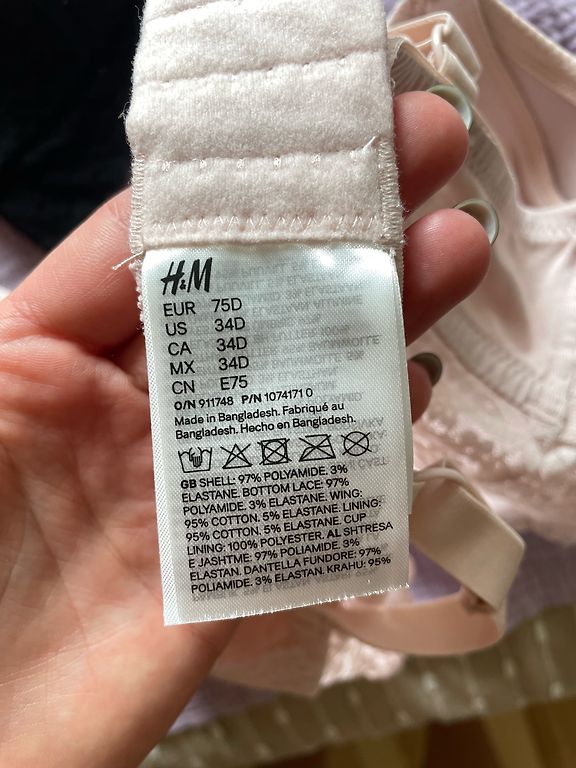 H&M
EUR 75D
US 34D
CA 34D
MX 34D
CN E75
O/N 911748 P/N 1074171 0
Made in Bangladesh. Fabriqué au
Bangladesh. Hecho en Bangladesh.
GB SHELL: 97% POLYAMIDE. 3%
ELASTANE. BOTTOM LACE: 97%
POLYAMIDE. 3% ELASTANE. WING:
95% COTTON. 5% ELASTANE. LINING:
95% COTTON. 5% ELASTANE. CUP
LINING: 100% POLYESTER. AL SHTRESA
E JASHTME: 97% POLIAMIDE. 3%
ELASTAN. DANTELLA FUNDORE: 97%
POLIAMIDE. 3% ELASTAN. KRAHU: 95%